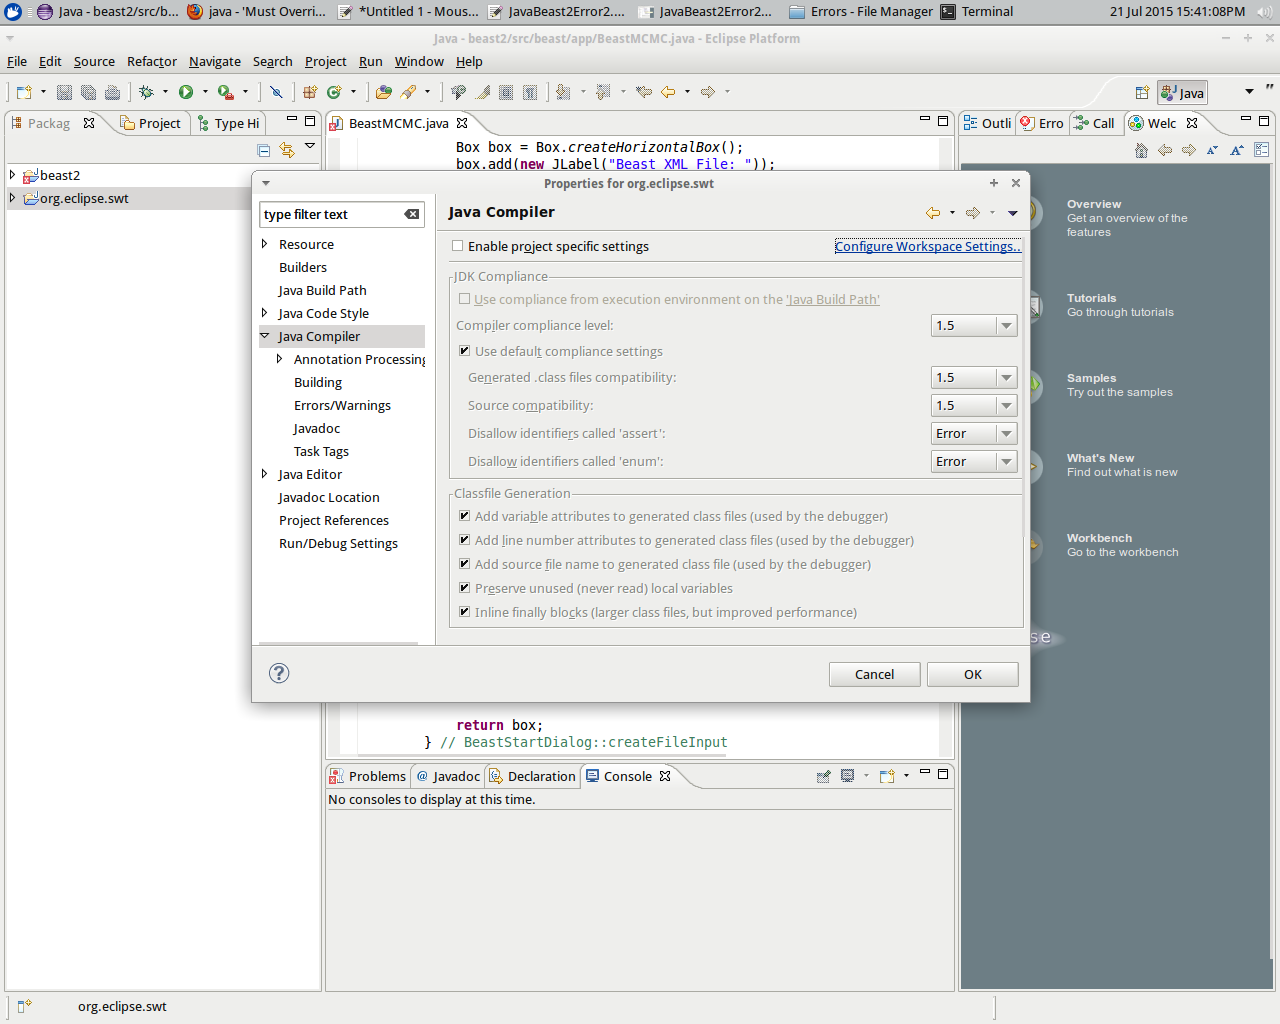 Java - beast2/src/b... java - 'Must Overri... *Untitled 1 - Mous... JavaBeast2Error2.... JavaBeast2Error2... Errors - File Manager Terminal 21 Jul 2015 15:41:08PM
Java - beast2/src/beast/app/BeastMCMC.java - Eclipse Platform
File Edit Source Refactor Navigate Search Project Run Window Help
Java
Packag Project Type Hi
BeastMCMC.java
Outli Erro Call Welc
beast2
org.eclipse.swt
Box box = Box.createHorizontalBox();
box.add(new JLabel("Beast XML File: "));
Properties for org.eclipse.swt
type filter text
Resource
Builders
Java Build Path
Java Code Style
Java Compiler
Annotation Processing
Building
Errors/Warnings
Javadoc
Task Tags
Java Editor
Javadoc Location
Project References
Run/Debug Settings
Java Compiler
Enable project specific settings Configure Workspace Settings..
JDK Compliance
Use compliance from execution environment on the 'Java Build Path'
Compiler compliance level: 1.5
Use default compliance settings
Generated .class files compatibility: 1.5
Source compatibility: 1.5
Disallow identifiers called 'assert': Error
Disallow identifiers called 'enum': Error
Classfile Generation
Add variable attributes to generated class files (used by the debugger)
Add line number attributes to generated class files (used by the debugger)
Add source file name to generated class file (used by the debugger)
Preserve unused (never read) local variables
Inline finally blocks (larger class files, but improved performance)
? Cancel OK
Overview
Get an overview of the
features
Tutorials
Go through tutorials
Samples
Try out the samples
What's New
Find out what is new
Workbench
Go to the workbench
se
return box;
} // BeastStartDialog::createFileInput
Problems @ Javadoc Declaration Console
No consoles to display at this time.
org.eclipse.swt